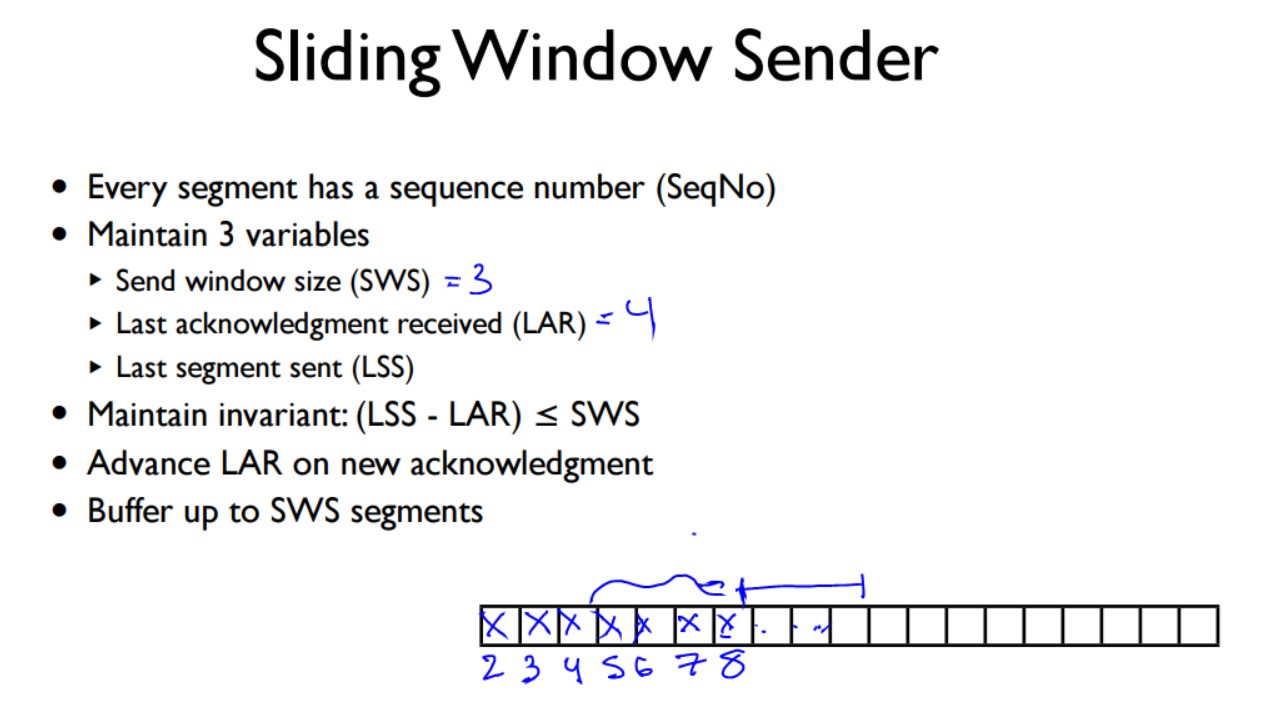 Sliding Window Sender
• Every segment has a sequence number (SeqNo)
• Maintain 3 variables
▸ Send window size (SWS) = 3
▸ Last acknowledgment received (LAR) = 4
▸ Last segment sent (LSS)
• Maintain invariant: (LSS - LAR) ≤ SWS
• Advance LAR on new acknowledgment
• Buffer up to SWS segments
X X X X X X X
2 3 4 5 6 7 8